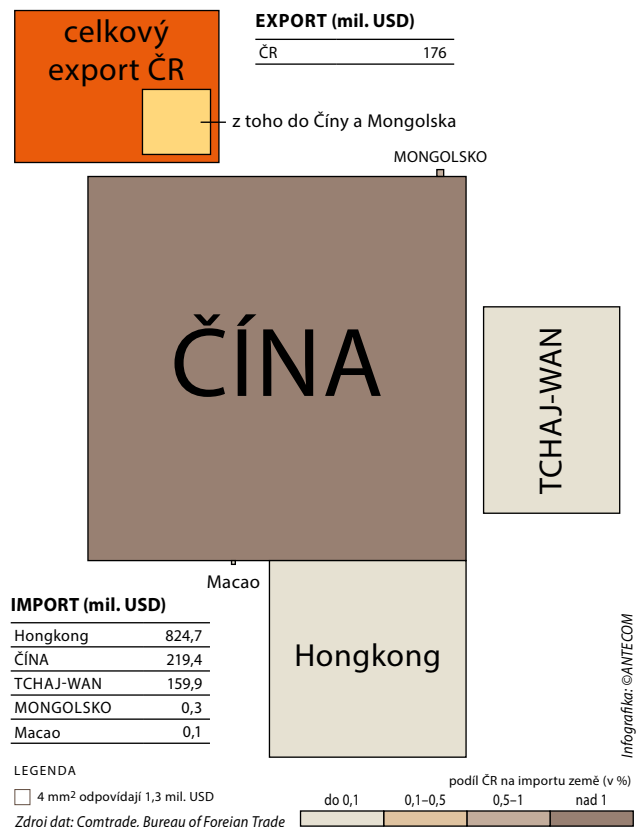 celkový
export ČR
EXPORT (mil. USD)
ČR 176
z toho do Číny a Mongolska
MONGOLSKO
ČÍNA
TCHAJ-WAN
Macao
Hongkong
IMPORT (mil. USD)
Hongkong 824,7
ČÍNA 219,4
TCHAJ-WAN 159,9
MONGOLSKO 0,3
Macao 0,1
Infografika: ©ANTECOM
LEGENDA
4 mm² odpovídají 1,3 mil. USD
Zdroj dat: Comtrade, Bureau of Foreign Trade
podíl ČR na importu země (v %)
do 0,1 0,1–0,5 0,5–1 nad 1